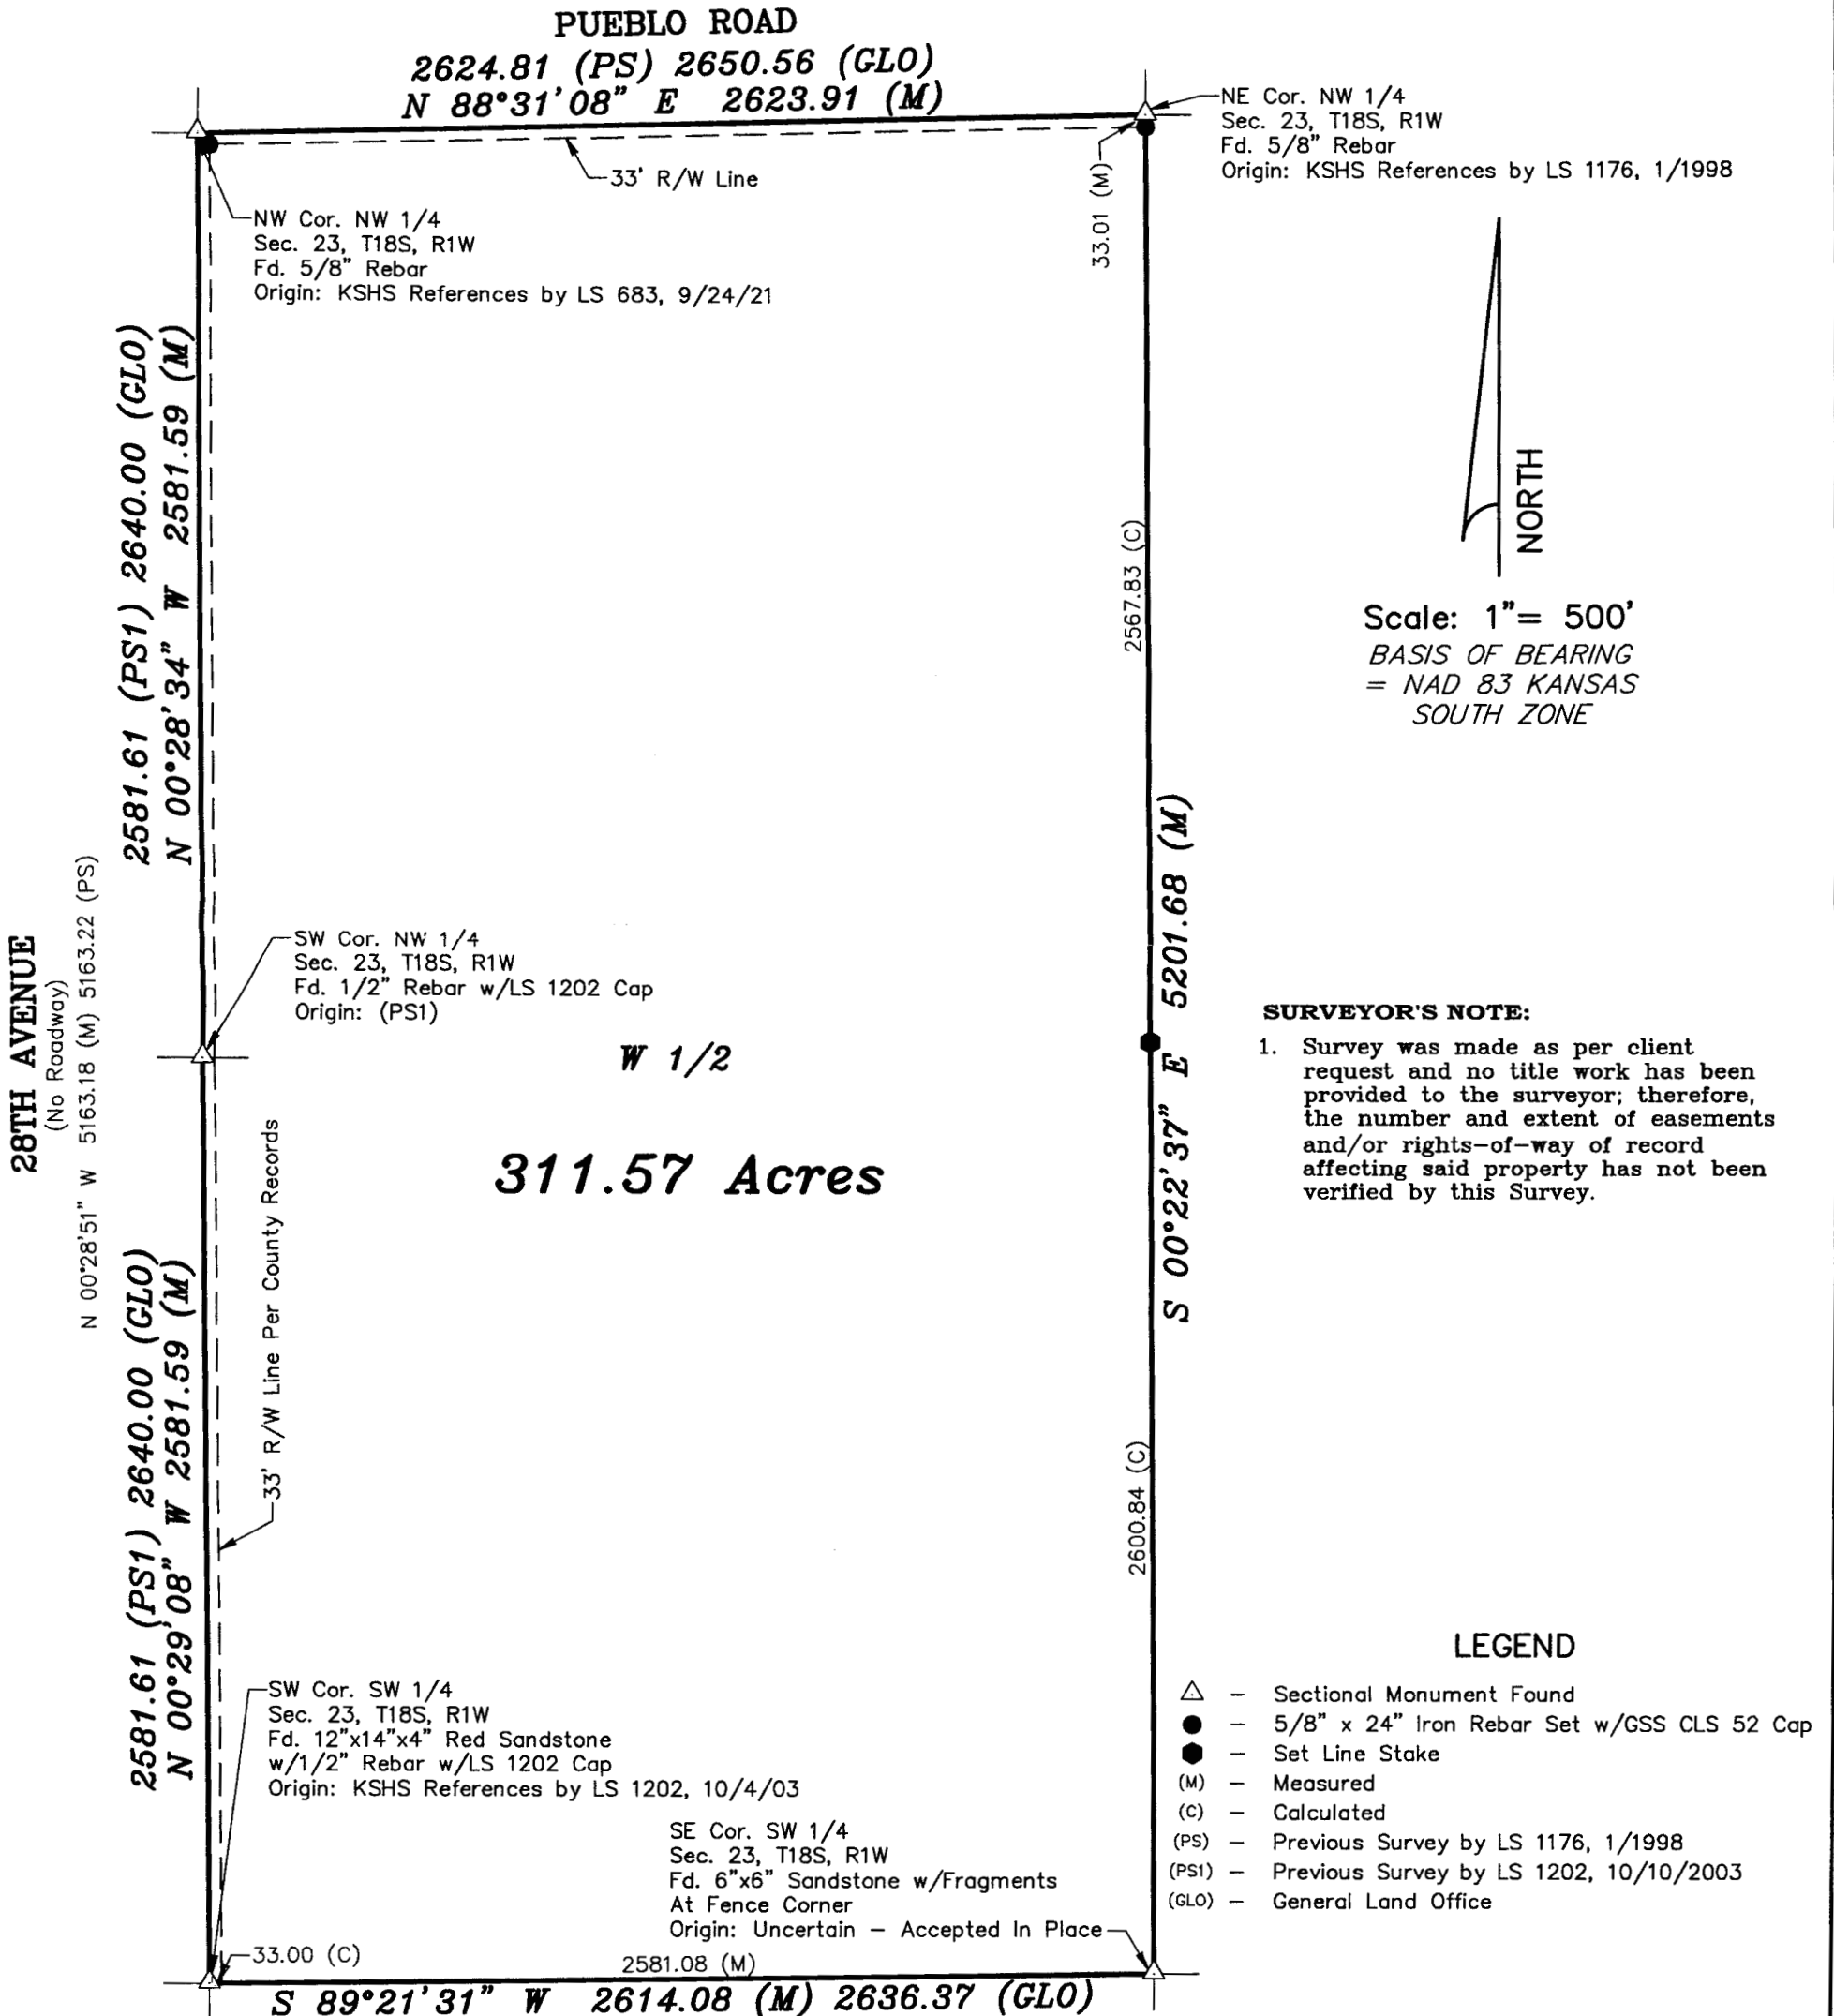 PUEBLO ROAD
2624.81 (PS) 2650.56 (GLO)
N 88°31'08" E 2623.91 (M)
NE Cor. NW 1/4
Sec. 23, T18S, R1W
Fd. 5/8" Rebar
Origin: KSHS References by LS 1176, 1/1998
33' R/W Line
33.01 (M)
NW Cor. NW 1/4
Sec. 23, T18S, R1W
Fd. 5/8" Rebar
Origin: KSHS References by LS 683, 9/24/21
2581.61 (PS1) 2640.00 (GLO)
N 00°28'34" W 2581.59 (M)
2567.83 (C)
NORTH
Scale: 1"= 500'
BASIS OF BEARING
= NAD 83 KANSAS
SOUTH ZONE
28TH AVENUE
(No Roadway)
N 00°28'51" W 5163.18 (M) 5163.22 (PS)
SW Cor. NW 1/4
Sec. 23, T18S, R1W
Fd. 1/2" Rebar w/LS 1202 Cap
Origin: (PS1)
W 1/2
311.57 Acres
S 00°22'37" E 5201.68 (M)
SURVEYOR'S NOTE:
1. Survey was made as per client
request and no title work has been
provided to the surveyor; therefore,
the number and extent of easements
and/or rights-of-way of record
affecting said property has not been
verified by this Survey.
33' R/W Line Per County Records
2581.61 (PS1) 2640.00 (GLO)
N 00°29'08" W 2581.59 (M)
2600.84 (C)
SW Cor. SW 1/4
Sec. 23, T18S, R1W
Fd. 12"x14"x4" Red Sandstone
w/1/2" Rebar w/LS 1202 Cap
Origin: KSHS References by LS 1202, 10/4/03
SE Cor. SW 1/4
Sec. 23, T18S, R1W
Fd. 6"x6" Sandstone w/Fragments
At Fence Corner
Origin: Uncertain - Accepted In Place
33.00 (C)
2581.08 (M)
S 89°21'31" W 2614.08 (M) 2636.37 (GLO)
LEGEND
- Sectional Monument Found
- 5/8" x 24" Iron Rebar Set w/GSS CLS 52 Cap
- Set Line Stake
(M) - Measured
(C) - Calculated
(PS) - Previous Survey by LS 1176, 1/1998
(PS1) - Previous Survey by LS 1202, 10/10/2003
(GLO) - General Land Office